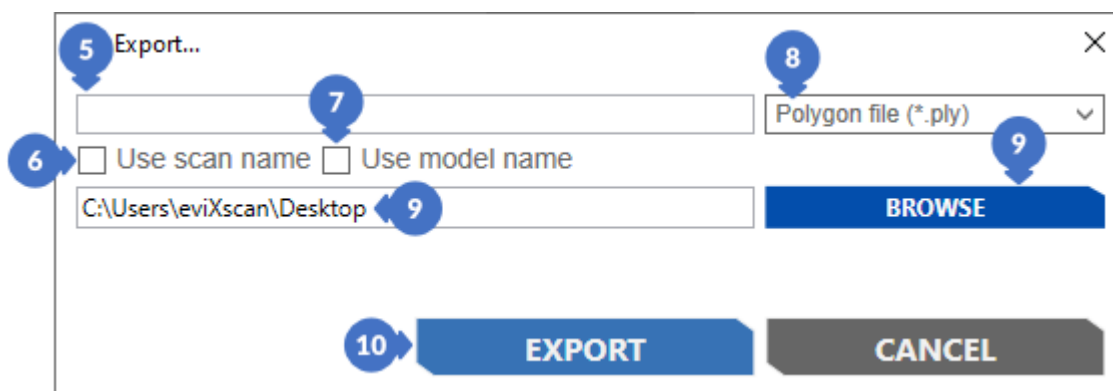 5 Export...
8
7
Polygon file (*.ply)
6 Use scan name Use model name
9
C:\Users\eviXscan\Desktop 9 BROWSE
10 EXPORT CANCEL